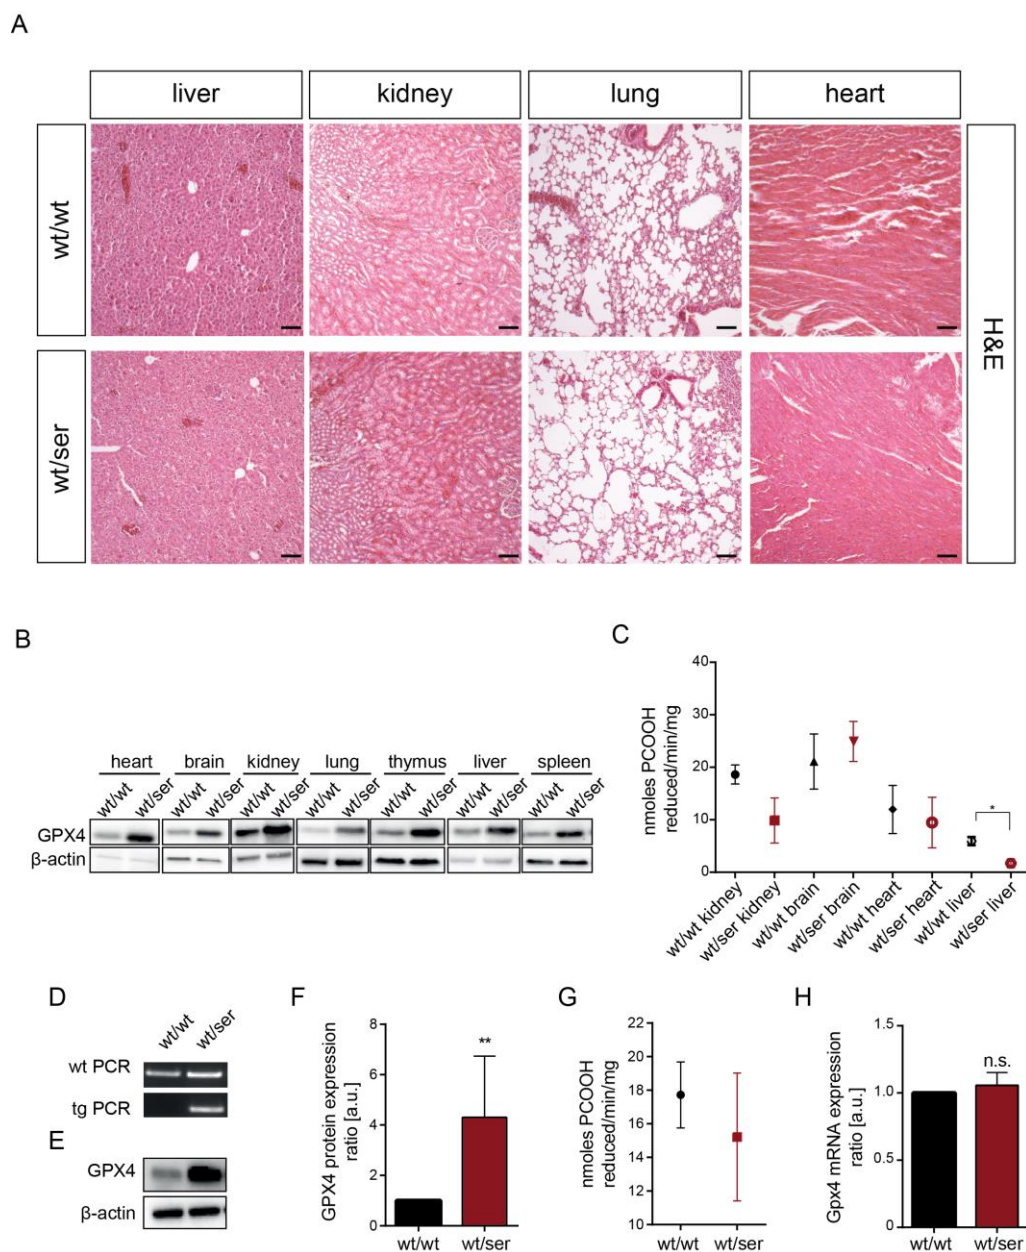 A
liver kidney lung heart
wt/wt
wt/ser
H&E
B
heart brain kidney lung thymus liver spleen
wt/wt wt/ser wt/wt wt/ser wt/wt wt/ser wt/wt wt/ser wt/wt wt/ser wt/wt wt/ser wt/wt wt/ser
GPX4
β-actin
C
nmoles PCOOH
reduced/min/mg
40
30
20
10
0
*
wt/wt kidney wt/ser kidney wt/wt brain wt/ser brain wt/wt heart wt/ser heart wt/wt liver wt/ser liver
D
wt/wt wt/ser
wt PCR
tg PCR
E
GPX4
β-actin
F
GPX4 protein expression
ratio [a.u.]
8
6
4
2
0
**
wt/wt wt/ser
G
nmoles PCOOH
reduced/min/mg
22
20
18
16
14
12
10
wt/wt wt/ser
H
Gpx4 mRNA expression
ratio [a.u.]
1.5
1.0
0.5
0.0
n.s.
wt/wt wt/ser